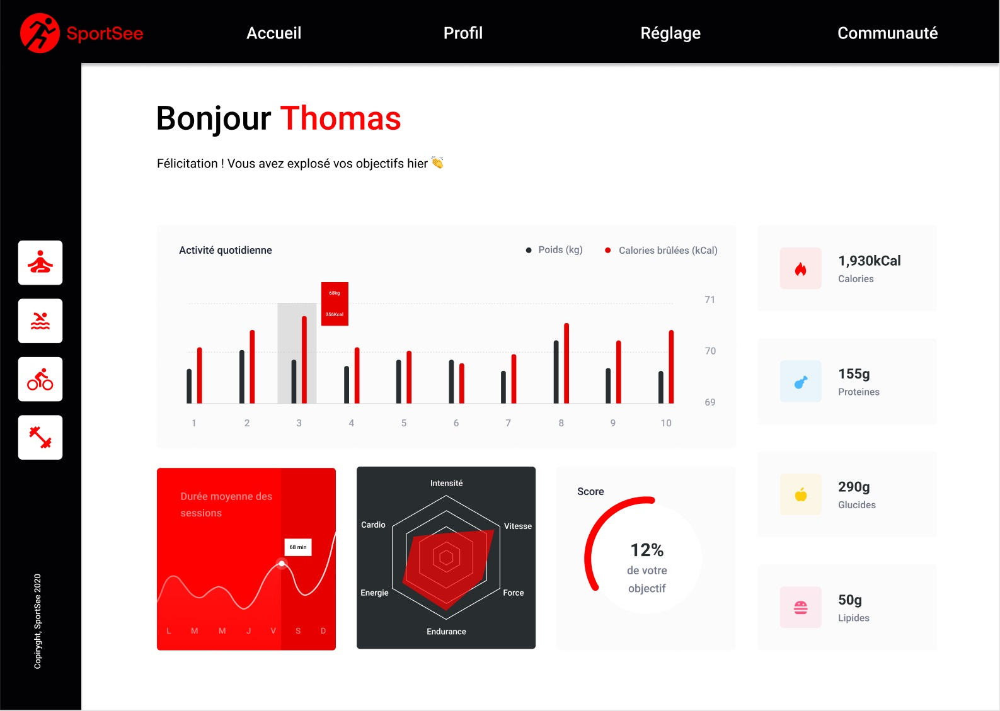 SportSee
Accueil
Profil
Réglage
Communauté
Bonjour Thomas
Félicitation ! Vous avez explosé vos objectifs hier 👏
Activité quotidienne
Poids (kg)
Calories brûlées (kCal)
68kg
356Kcal
71
70
69
1 2 3 4 5 6 7 8 9 10
1,930kCal
Calories
155g
Proteines
290g
Glucides
50g
Lipides
Durée moyenne des
sessions
68 min
L M M J V S D
Intensité
Vitesse
Force
Endurance
Energie
Cardio
Score
12%
de votre
objectif
Copiryght, SportSee 2020